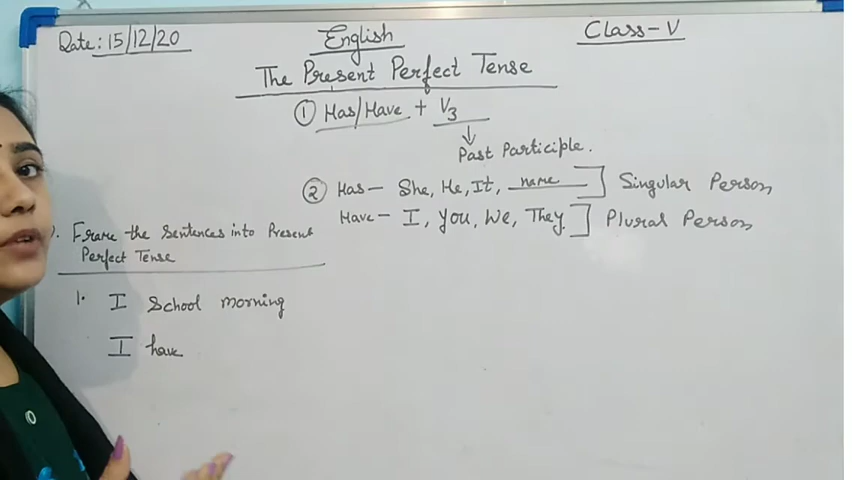 Date: 15/12/20 English Class-V
The Present Perfect Tense
① Has/Have + V3
Past Participle.
② Has- She, He, It, name ] Singular Person
Have- I, You, We, They. ] Plural Person
Frame the Sentences into Present
Perfect Tense
1. I School morning
I have